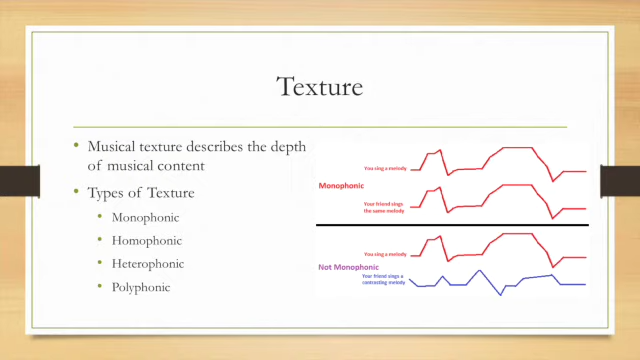 Texture
Musical texture describes the depth
of musical content
Types of Texture
Monophonic
Homophonic
Heterophonic
Polyphonic
You sing a melody
Monophonic
Your friend sings
the same melody
You sing a melody
Not Monophonic
Your friend sings a
contrasting melody